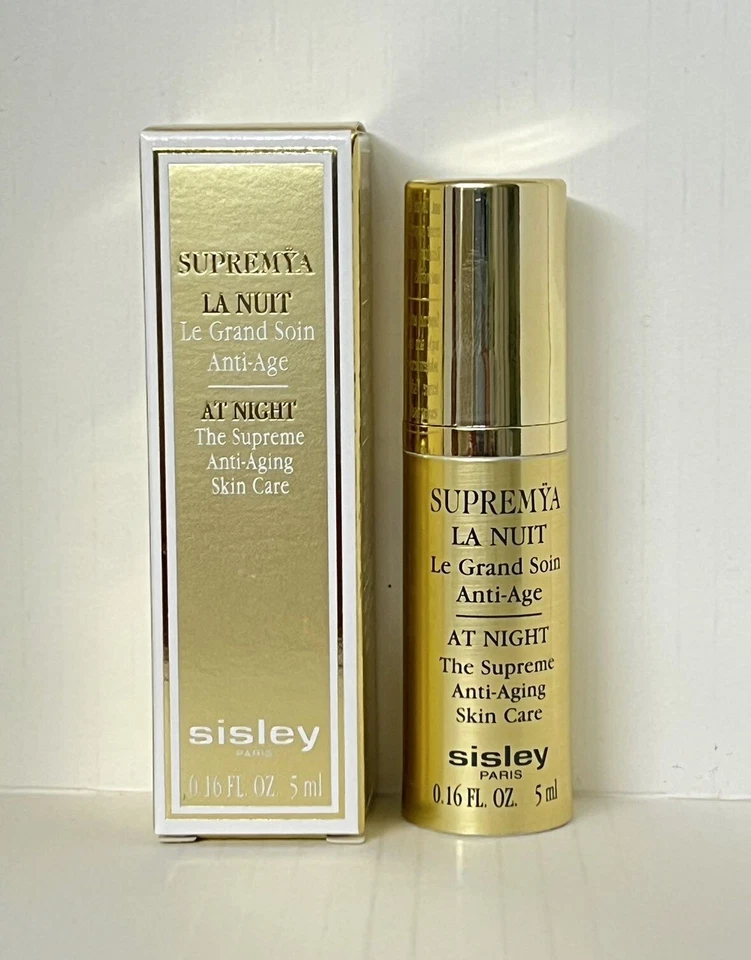 SUPREMŸA
LA NUIT
Le Grand Soin
Anti-Age
AT NIGHT
The Supreme
Anti-Aging
Skin Care
sisley
PARIS
0.16 FL. OZ 5 ml
SUPREMŸA
LA NUIT
Le Grand Soin
Anti-Age
AT NIGHT
The Supreme
Anti-Aging
Skin Care
sisley
PARIS
0.16 FL. OZ. 5 ml